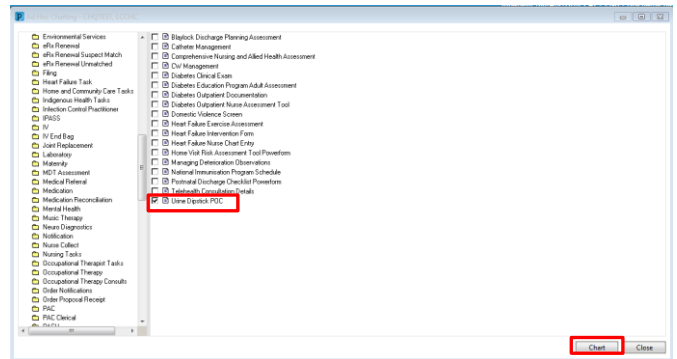 Ad Hoc Charting -
Environmental Services
eRx Renewal
eRx Renewal Suspect Match
eRx Renewal Unmatched
Filing
Heart Failure Task
Home and Community Care Tasks
Indigenous Health Tasks
Infection Control Practitioner
IPASS
IV
IV End Bag
Joint Replacement
Laboratory
Maternity
MDT Assessment
Medical Referral
Medication
Medication Reconciliation
Mental Health
Music Therapy
Neuro Diagnostics
Notification
Nurse Collect
Nursing Tasks
Occupational Therapist Tasks
Occupational Therapy
Occupational Therapy Consults
Order Notifications
Order Proposal Receipt
PAC
PAC Clerical
Blaylock Discharge Planning Assessment
Catheter Management
Comprehensive Nursing and Allied Health Assessment
CW Management
Diabetes Clinical Exam
Diabetes Education Program Adult Assessment
Diabetes Outpatient Documentation
Diabetes Outpatient Nurse Assessment Tool
Domestic Violence Screen
Heart Failure Exercise Assessment
Heart Failure Intervention Form
Heart Failure Nurse Chart Entry
Home Visit Risk Assessment Tool Powerform
Managing Deterioration Observations
National Immunisation Program Schedule
Postnatal Discharge Checklist Powerform
Telehealth Consultation Details
Urine Dipstick POC
Chart
Close